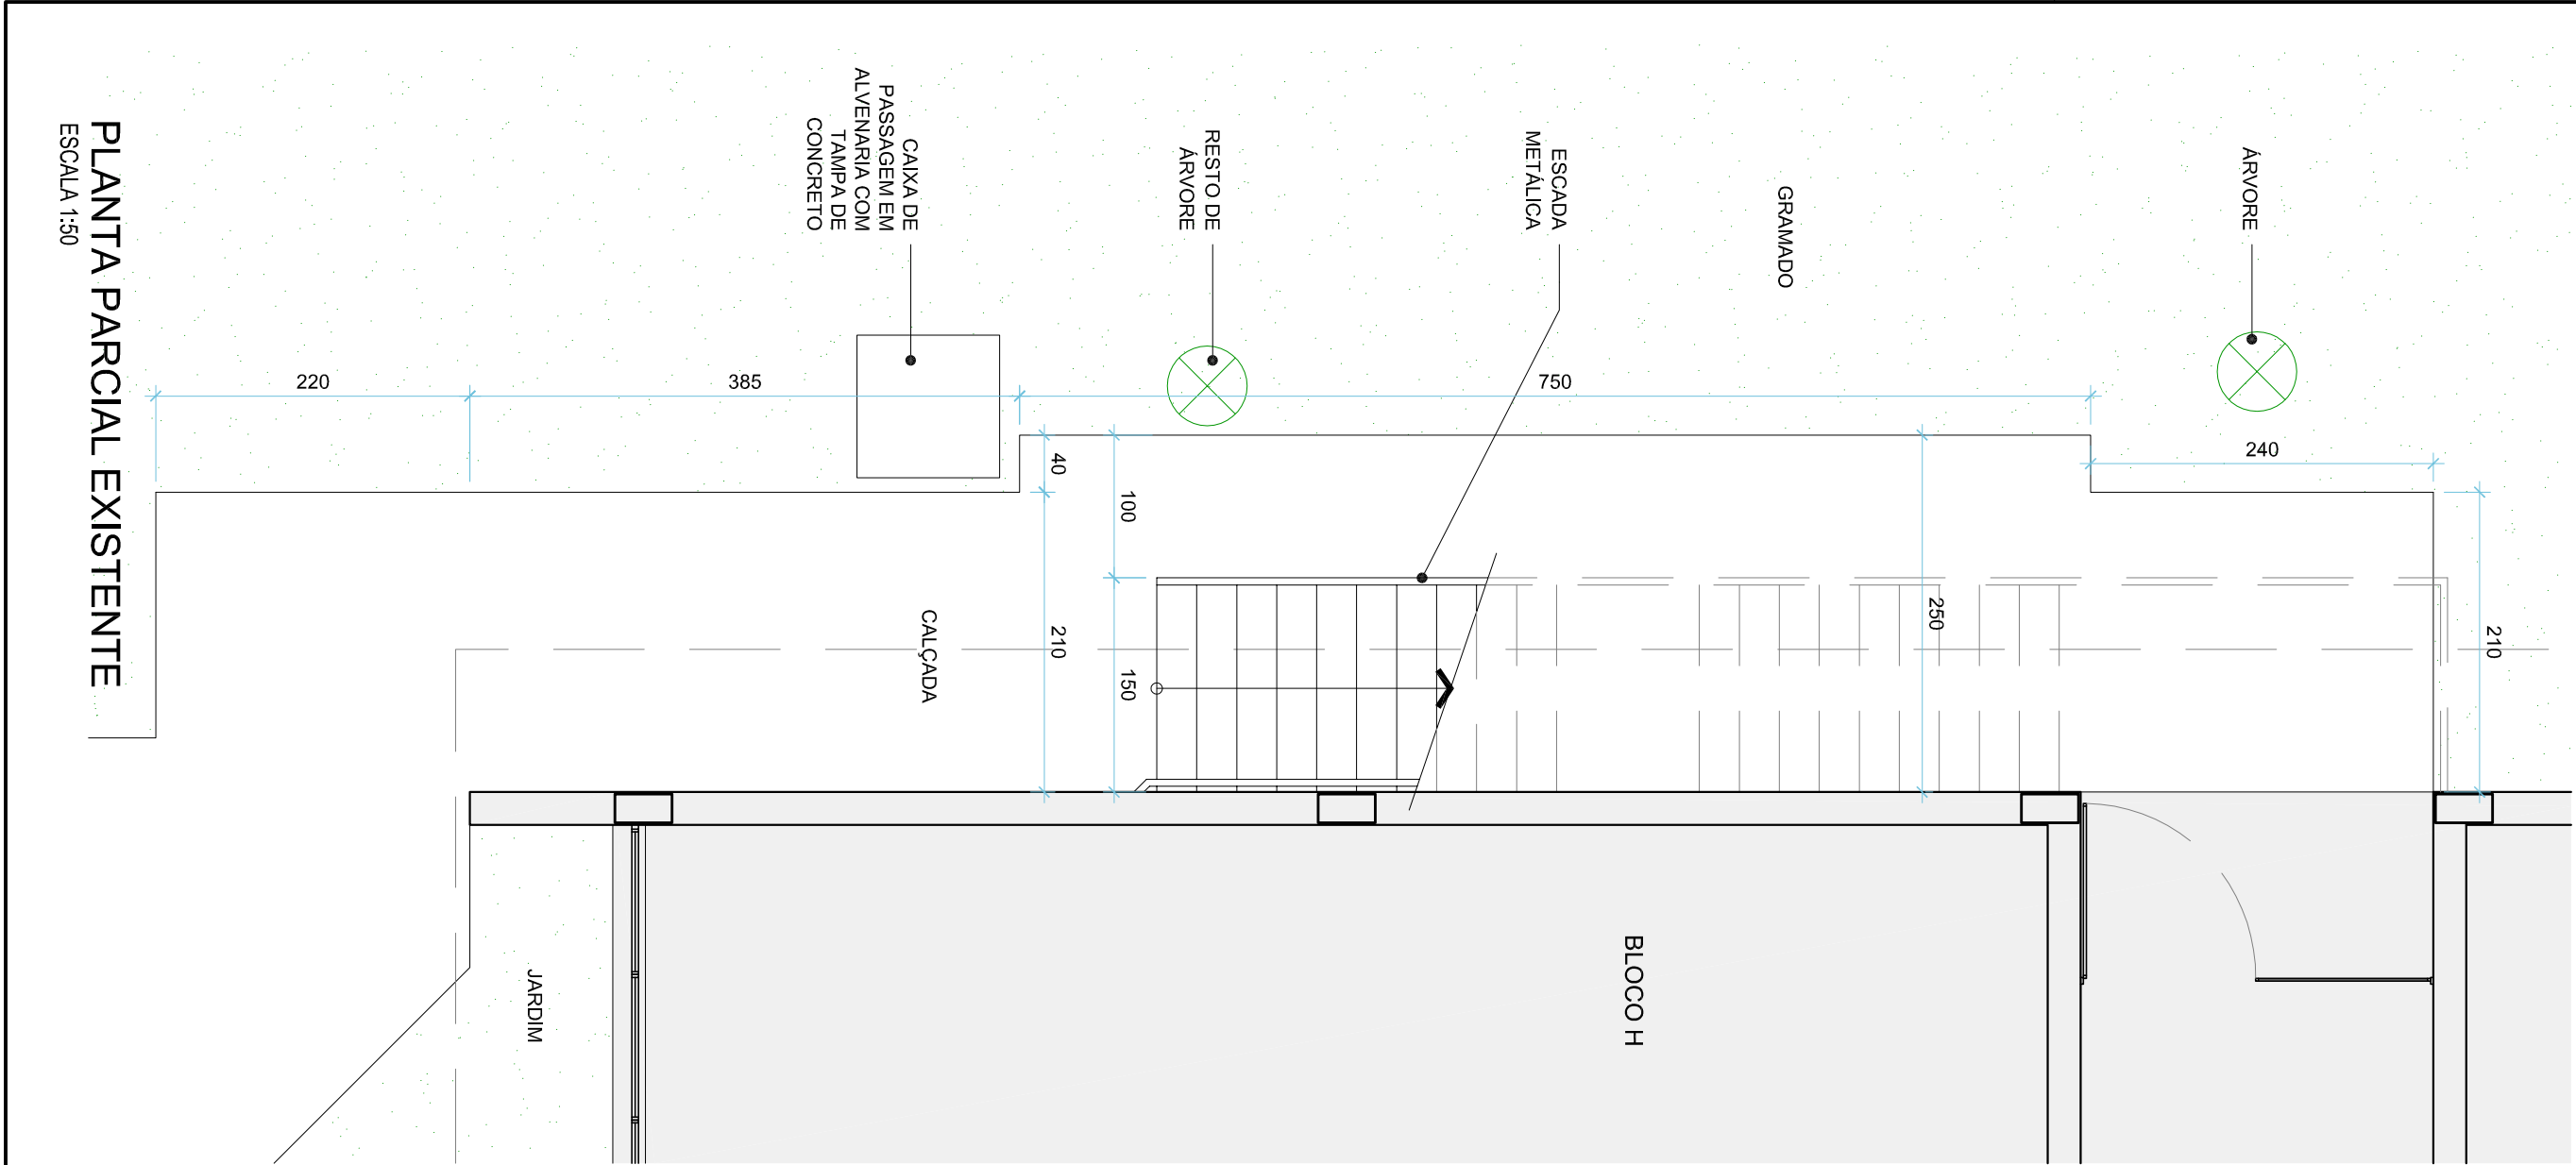 PLANTA PARCIAL EXISTENTE
ESCALA 1:50
CAIXA DE
PASSAGEM EM
ALVENARIA COM
TAMPA DE
CONCRETO
RESTO DE
ÁRVORE
ESCADA
METÁLICA
GRAMADO
ÁRVORE
220
385
750
240
40
100
210
150
250
210
CALÇADA
JARDIM
BLOCO H